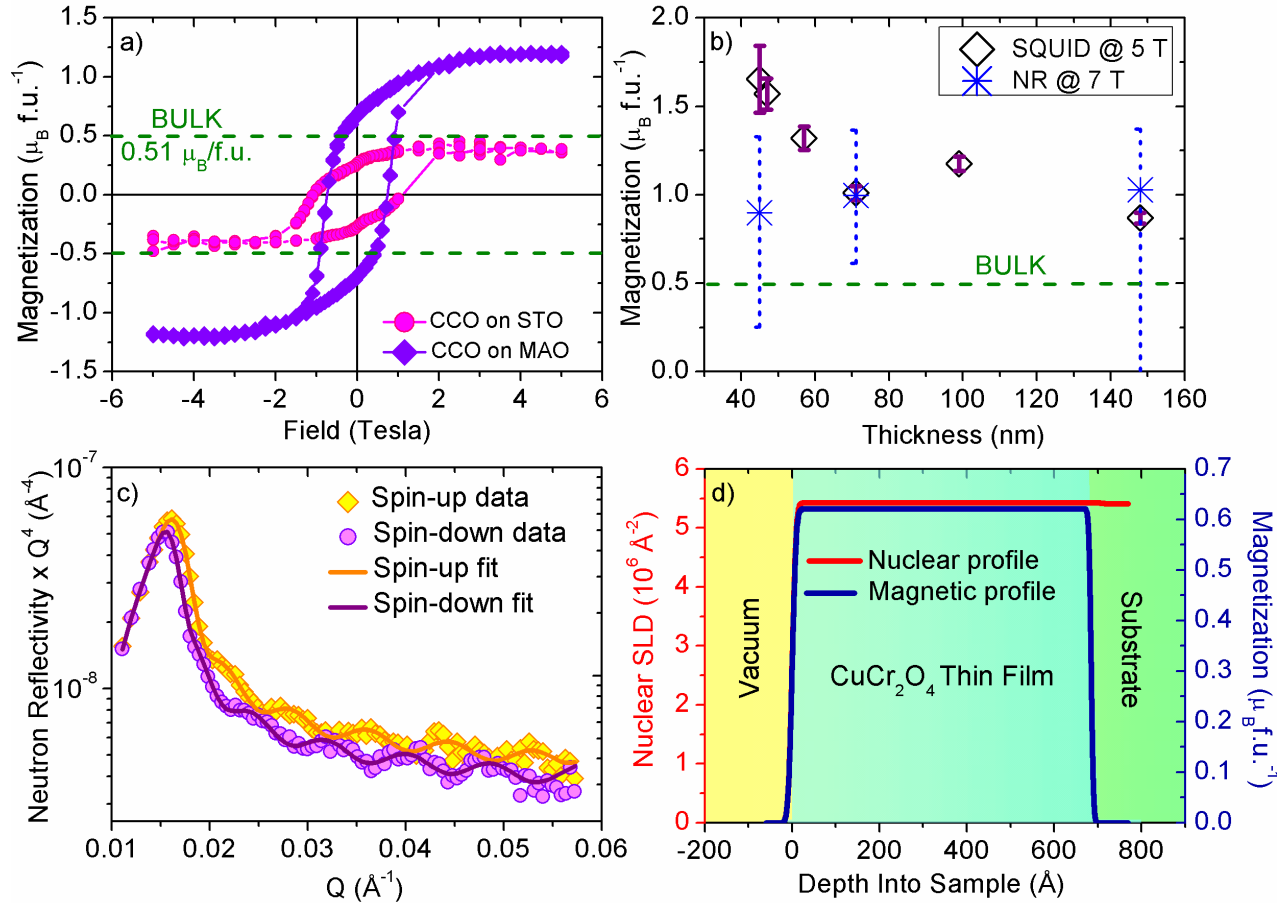 a)
1.5
1.0
0.5
0.0
-0.5
-1.0
-1.5
Magnetization (μB f.u.-1)
BULK
0.51 μB/f.u.
CCO on STO
CCO on MAO
-6 -4 -2 0 2 4 6
Field (Tesla)
b)
2.0
1.5
1.0
0.5
0.0
Magnetization (μB f.u.-1)
SQUID @ 5 T
NR @ 7 T
BULK
40 60 80 100 120 140 160
Thickness (nm)
c)
10-7
10-8
Neutron Reflectivity x Q4 (Å-4)
Spin-up data
Spin-down data
Spin-up fit
Spin-down fit
0.01 0.02 0.03 0.04 0.05 0.06
Q (Å-1)
d)
6
5
4
3
2
1
0
Nuclear SLD (106 Å-2)
Nuclear profile
Magnetic profile
Vacuum
CuCr2O4 Thin Film
Substrate
0.7
0.6
0.5
0.4
0.3
0.2
0.1
0.0
Magnetization (μB f.u.-1)
-200 0 200 400 600 800
Depth Into Sample (Å)